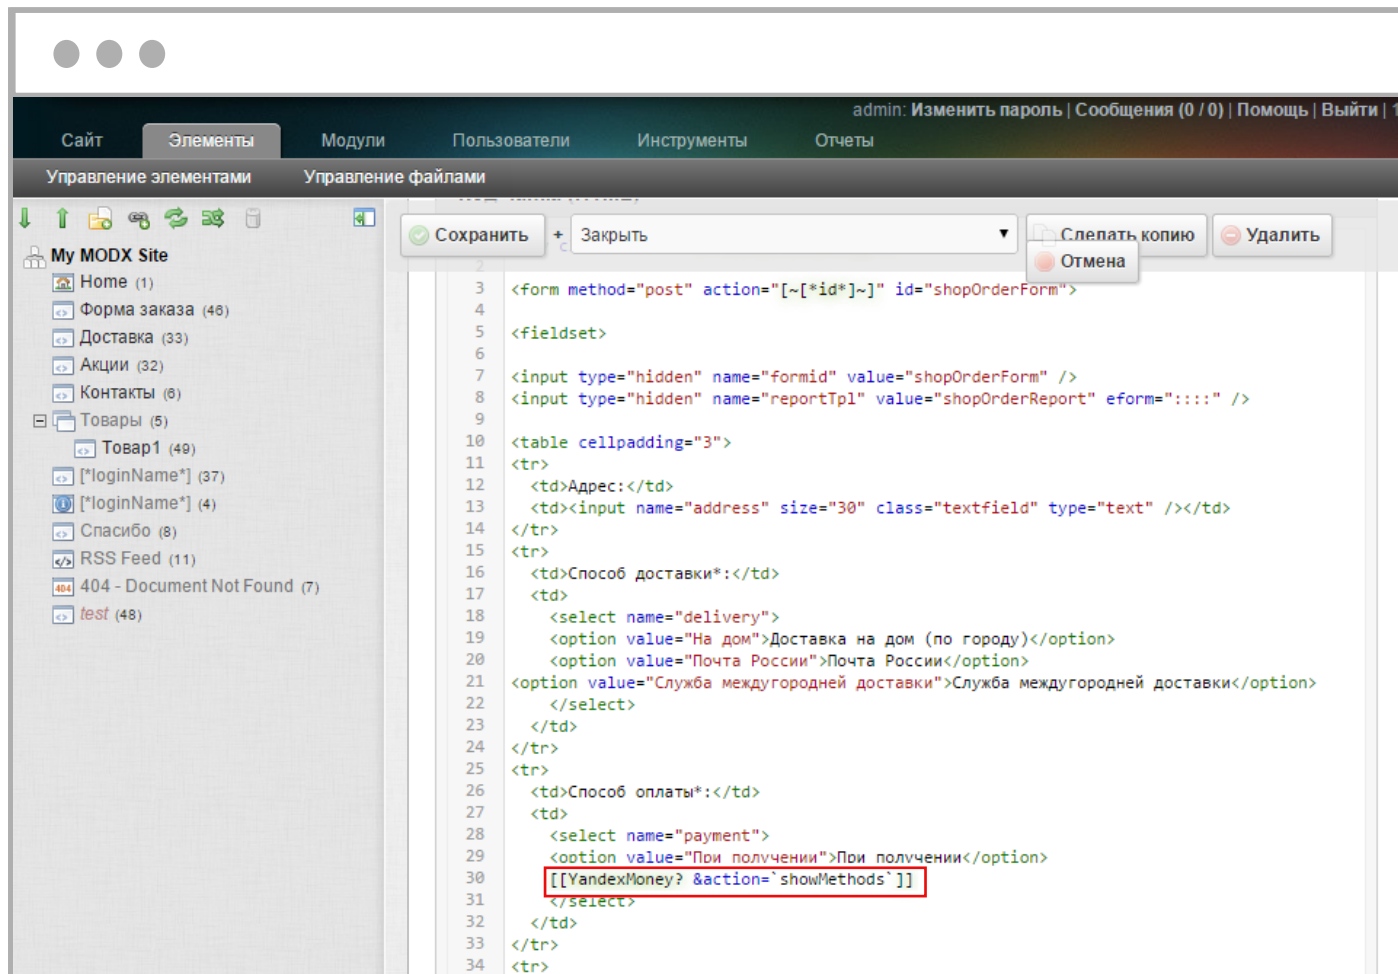 admin: Изменить пароль | Сообщения (0 / 0) | Помощь | Выйти | 1
Сайт Элементы Модули Пользователи Инструменты Отчеты
Управление элементами Управление файлами
Сохранить + Закрыть Сделать копию Удалить
Отмена
My MODX Site
Home (1)
Форма заказа (46)
Доставка (33)
Акции (32)
Контакты (6)
Товары (5)
Товар1 (49)
[*loginName*] (37)
[*loginName*] (4)
Спасибо (8)
RSS Feed (11)
404 - Document Not Found (7)
test (48)
2
3 <form method="post" action="[~[*id*]~]" id="shopOrderForm">
4
5 <fieldset>
6
7 <input type="hidden" name="formid" value="shopOrderForm" />
8 <input type="hidden" name="reportTpl" value="shopOrderReport" eform="::::" />
9
10 <table cellpadding="3">
11 <tr>
12 <td>Адрес:</td>
13 <td><input name="address" size="30" class="textfield" type="text" /></td>
14 </tr>
15 <tr>
16 <td>Способ доставки*:</td>
17 <td>
18 <select name="delivery">
19 <option value="На дом">Доставка на дом (по городу)</option>
20 <option value="Почта России">Почта России</option>
21 <option value="Служба междугородней доставки">Служба междугородней доставки</option>
22 </select>
23 </td>
24 </tr>
25 <tr>
26 <td>Способ оплаты*:</td>
27 <td>
28 <select name="payment">
29 <option value="При получении">При получении</option>
30 [[YandexMoney? &action=`showMethods`]]
31 </select>
32 </td>
33 </tr>
34 <tr>